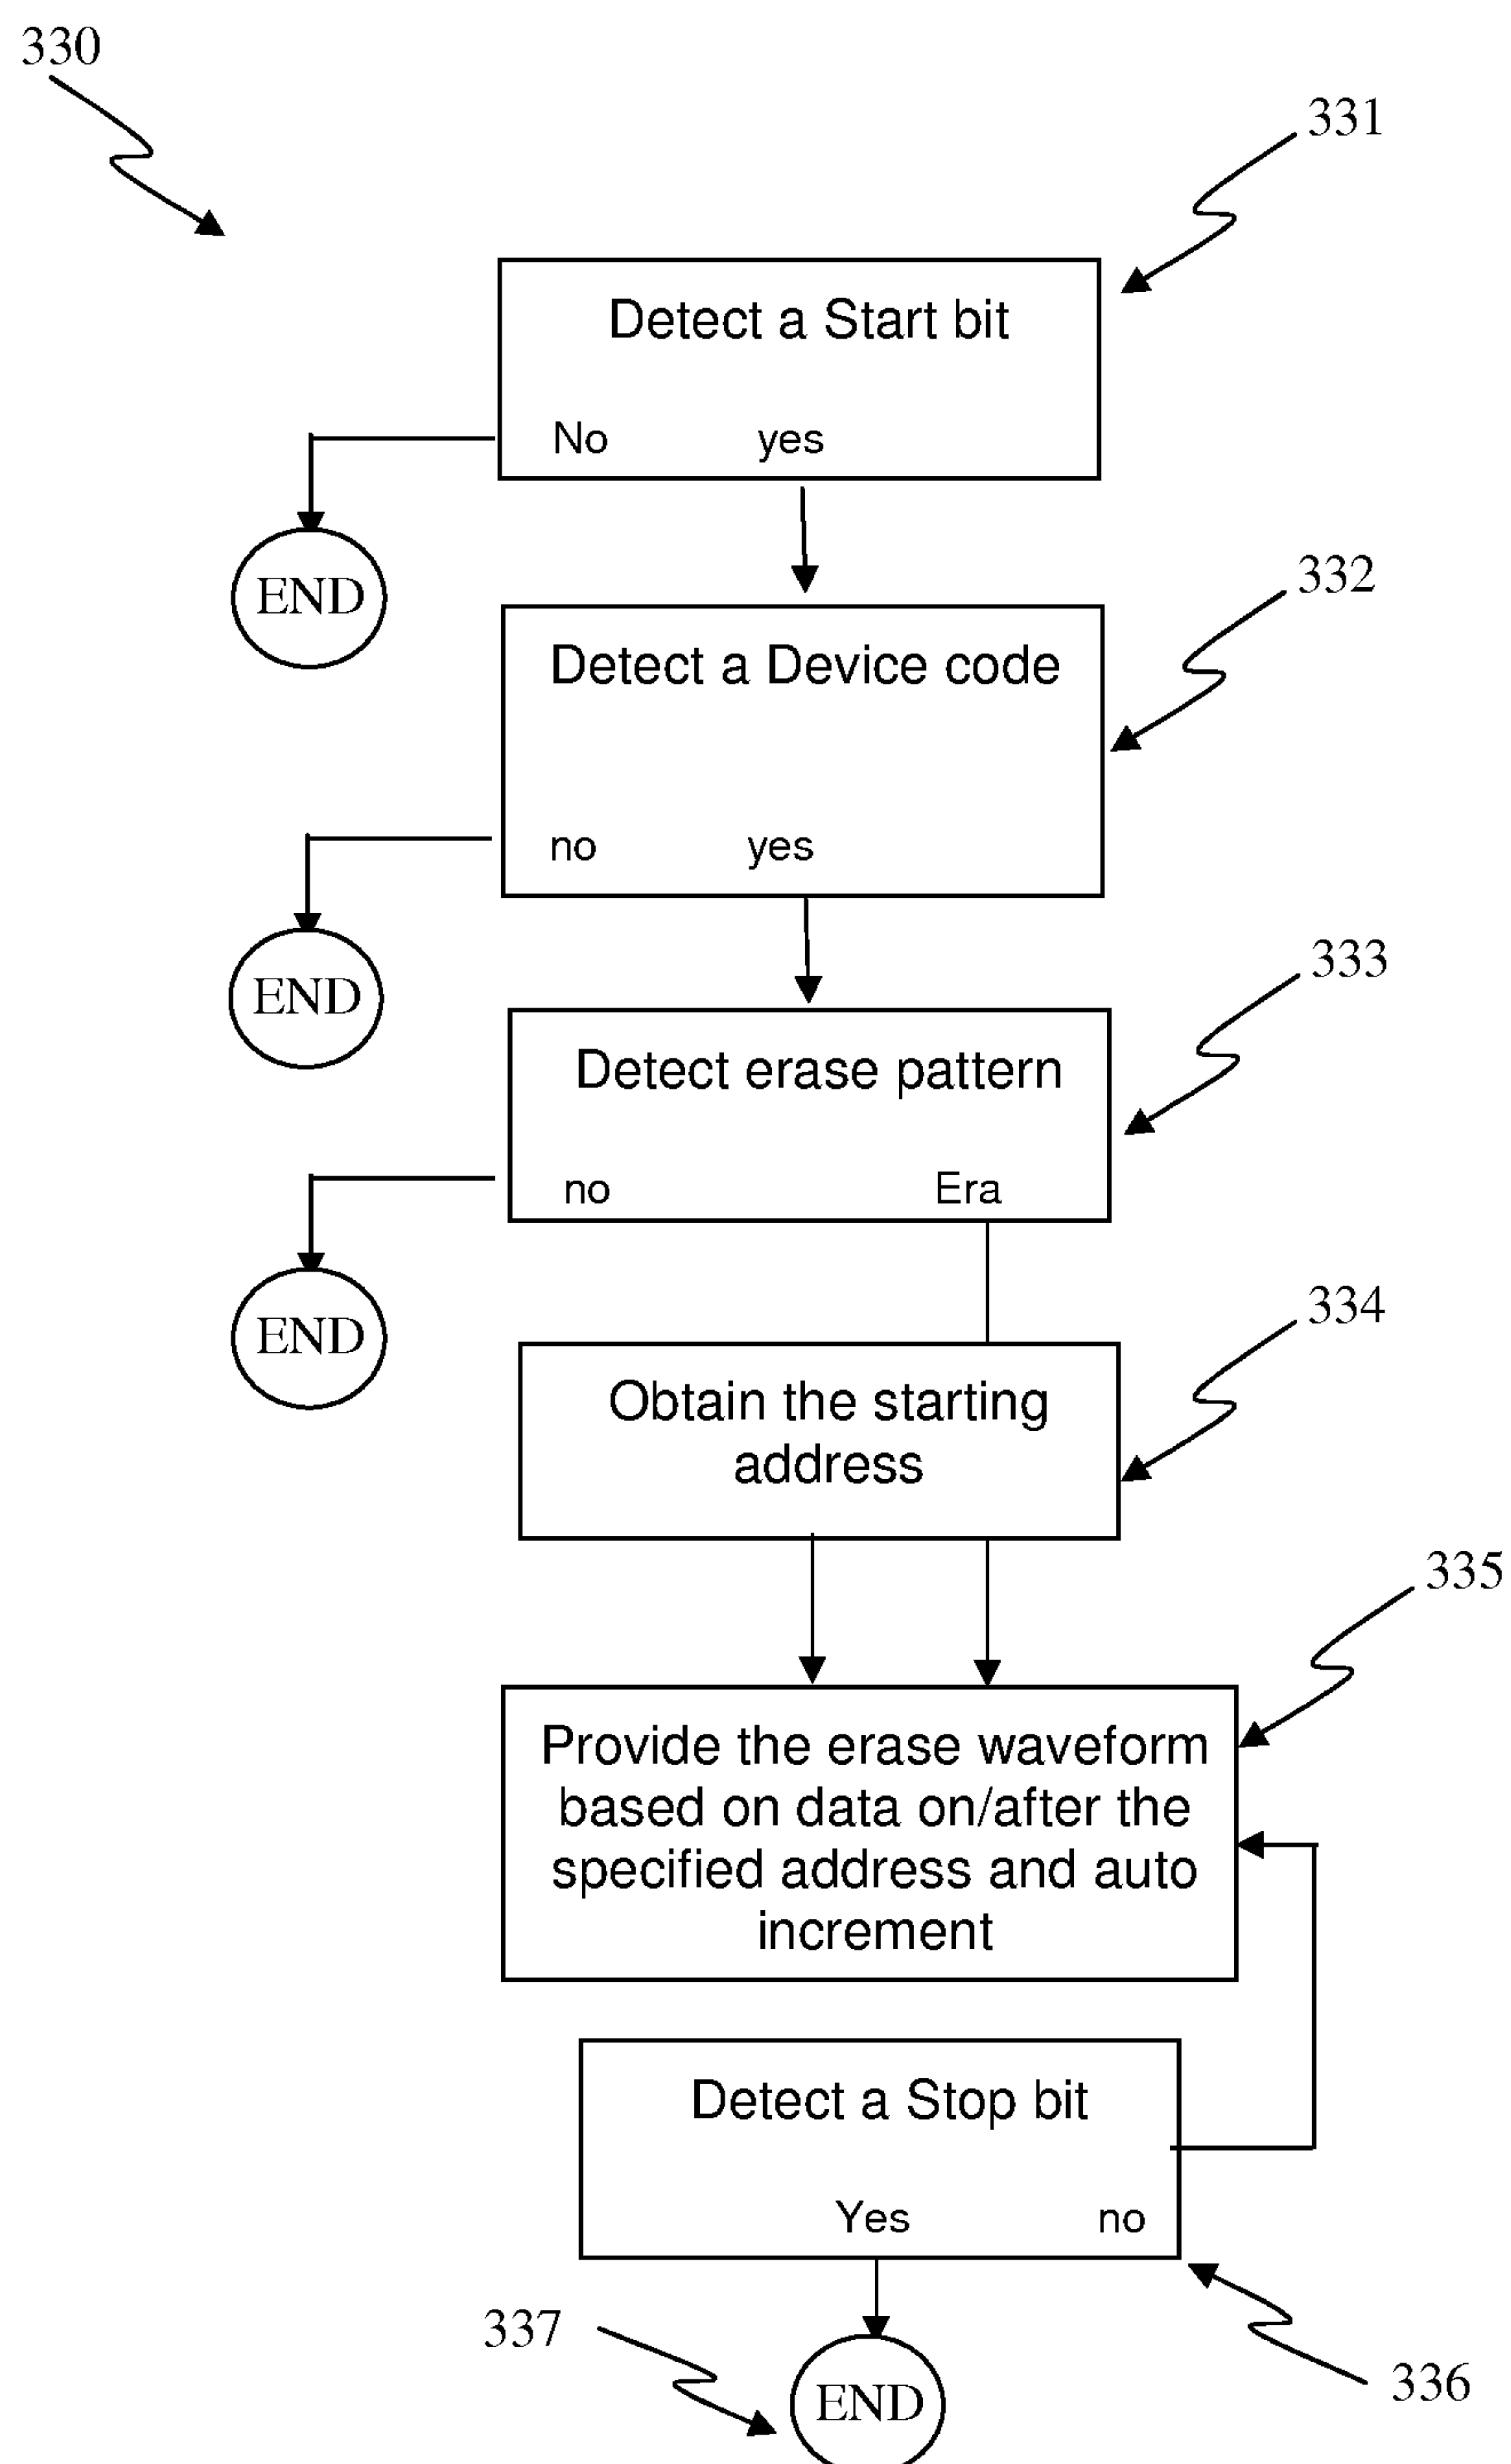 330
331
Detect a Start bit
No yes
END
332
Detect a Device code
no yes
END
333
Detect erase pattern
no Era
END
334
Obtain the starting
address
335
Provide the erase waveform
based on data on/after the
specified address and auto
increment
Detect a Stop bit
Yes no
337
336
END